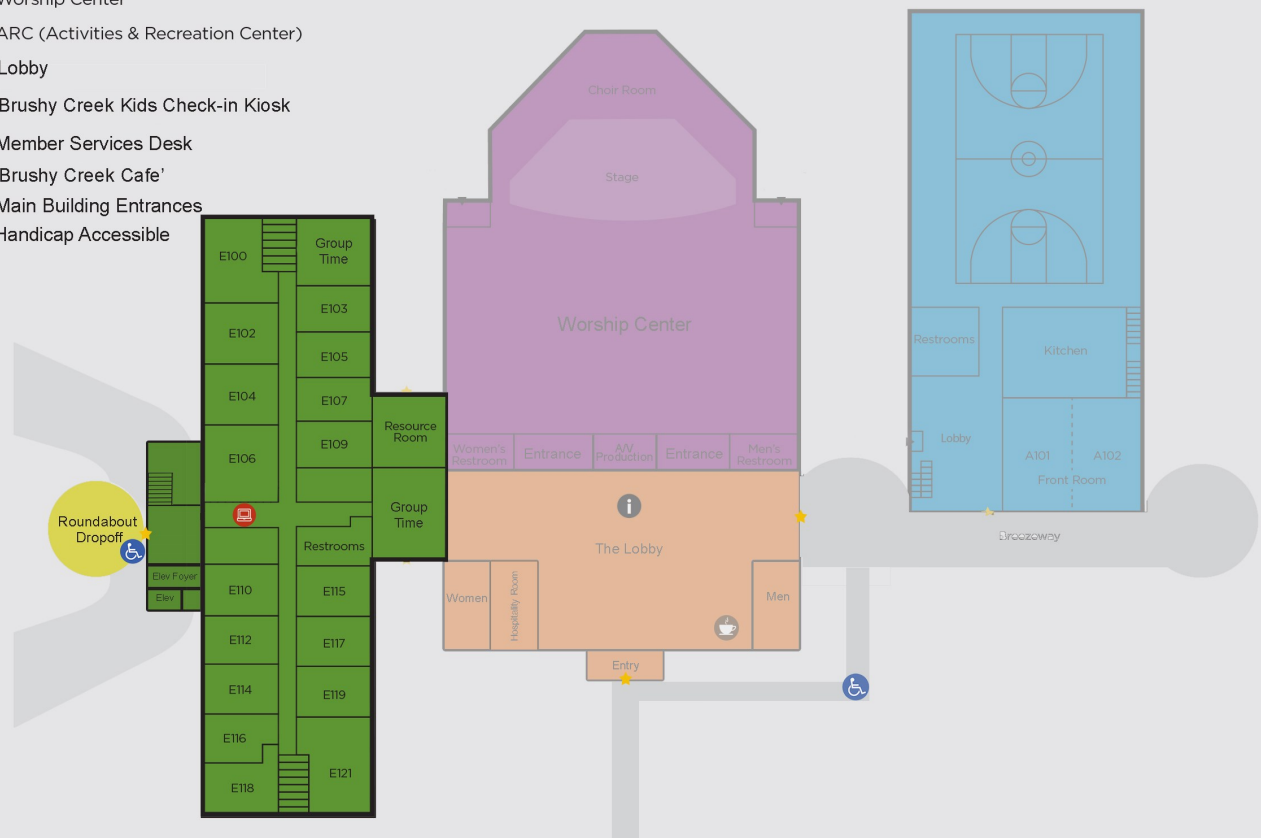 Worship Center
ARC (Activities & Recreation Center)
Lobby
Brushy Creek Kids Check-in Kiosk
Member Services Desk
Brushy Creek Cafe'
Main Building Entrances
Handicap Accessible
E100
Group
Time
E102
E103
E105
E104
E107
E109
E106
Resource
Room
Group
Time
Roundabout
Dropoff
Elev Foyer
Elev
Restrooms
E110
E115
E112
E117
E114
E119
E116
E118
E121
Choir Room
Stage
Worship Center
Women's
Restroom
Entrance
A/V
Production
Entrance
Men's
Restroom
i
The Lobby
Women
Hospitality Room
Men
Entry
Restrooms
Kitchen
Lobby
A101
A102
Front Room
Breezeway